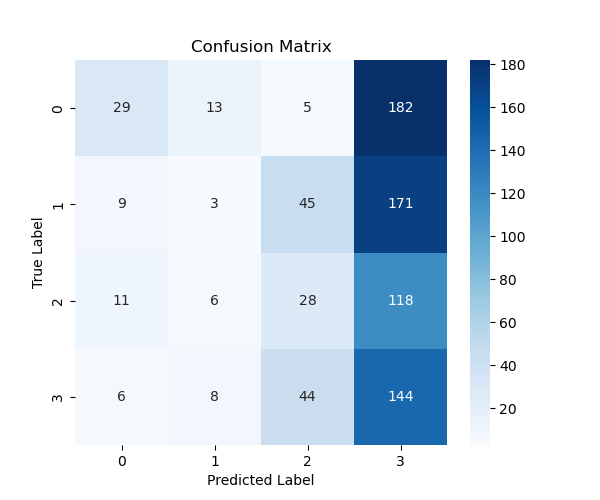 Confusion Matrix
True Label
0 29 13 5 182
1 9 3 45 171
2 11 6 28 118
3 6 8 44 144
0 1 2 3
Predicted Label
180
160
140
120
100
80
60
40
20